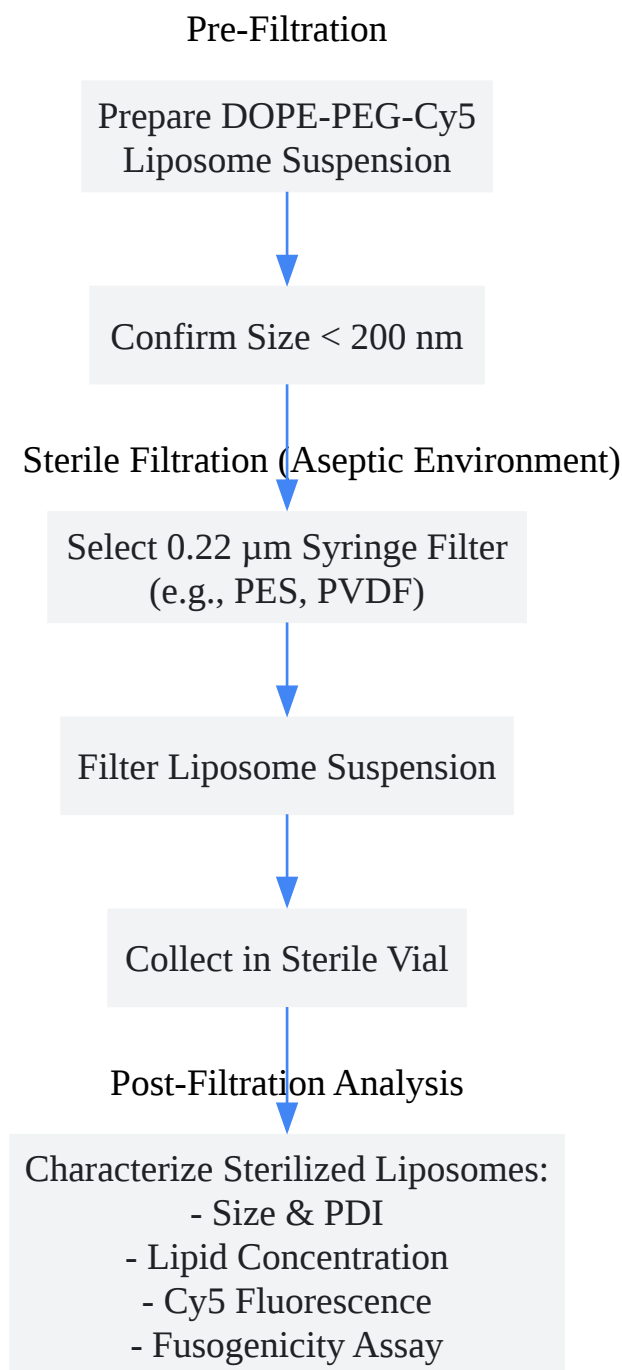 Pre-Filtration
Prepare DOPE-PEG-Cy5
Liposome Suspension
Confirm Size < 200 nm
Sterile Filtration (Aseptic Environment)
Select 0.22 µm Syringe Filter
(e.g., PES, PVDF)
Filter Liposome Suspension
Collect in Sterile Vial
Post-Filtration Analysis
Characterize Sterilized Liposomes:
- Size & PDI
- Lipid Concentration
- Cy5 Fluorescence
- Fusogenicity Assay